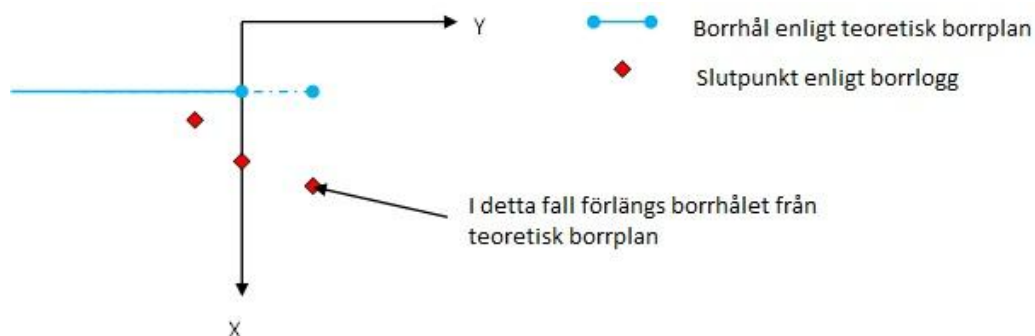 Y
Borrhål enligt teoretisk borrplan
Slutpunkt enligt borrlogg
I detta fall förlängs borrhålet från
teoretisk borrplan
X